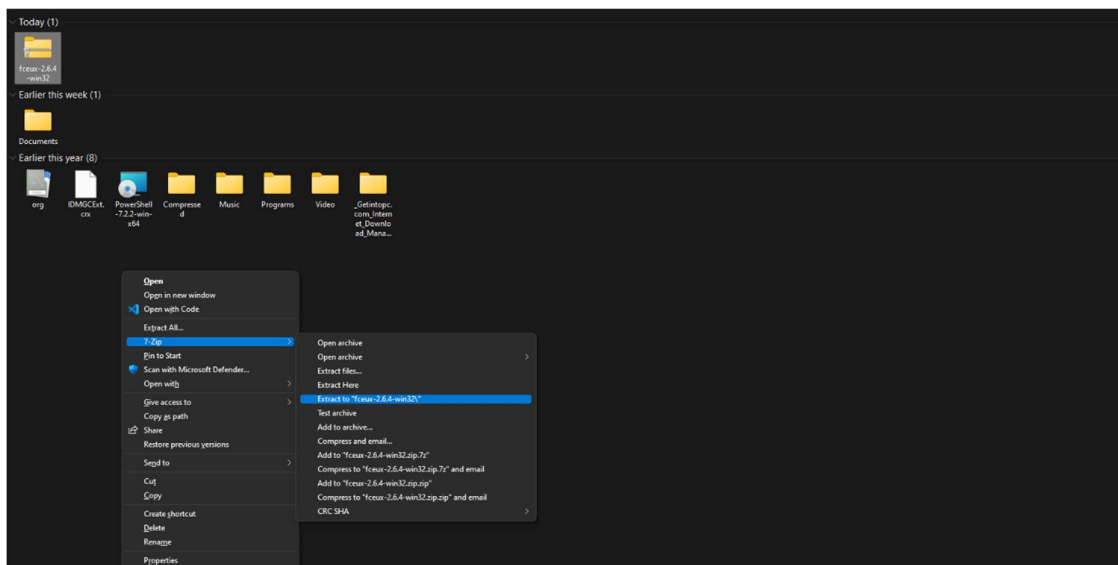 Today (1)
fceux-2.6.4
-win32
Earlier this week (1)
Documents
Earlier this year (8)
org
IDMGCExt.
crx
PowerShell
-7.2.2-win-
x64
Compresse
d
Music
Programs
Video
_Getintopc.
com_Intern
et_Downlo
ad_Mana...
Open
Open in new window
Open with Code
Extract All...
7-Zip
Pin to Start
Scan with Microsoft Defender...
Open with
Give access to
Copy as path
Share
Restore previous versions
Send to
Cut
Copy
Create shortcut
Delete
Rename
Properties
Open archive
Open archive
Extract files...
Extract Here
Extract to "fceux-2.6.4-win32\"
Test archive
Add to archive...
Compress and email...
Add to "fceux-2.6.4-win32.zip.7z"
Compress to "fceux-2.6.4-win32.zip.7z" and email
Add to "fceux-2.6.4-win32.zip.zip"
Compress to "fceux-2.6.4-win32.zip.zip" and email
CRC SHA